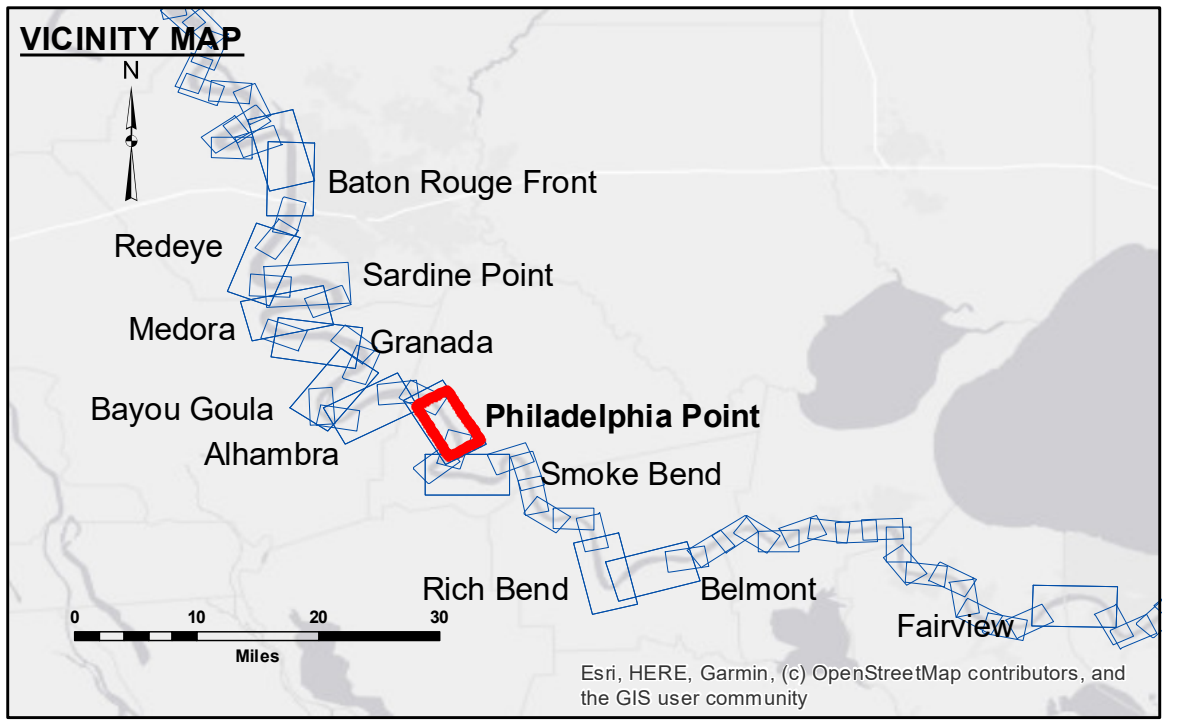 VICINITY MAP
N
Baton Rouge Front
Redeye
Sardine Point
Medora
Granada
Bayou Goula
Philadelphia Point
Alhambra
Smoke Bend
Rich Bend
Belmont
Fairview
0 10 20 30
Miles
Esri, HERE, Garmin, (c) OpenStreetMap contributors, and
the GIS user community